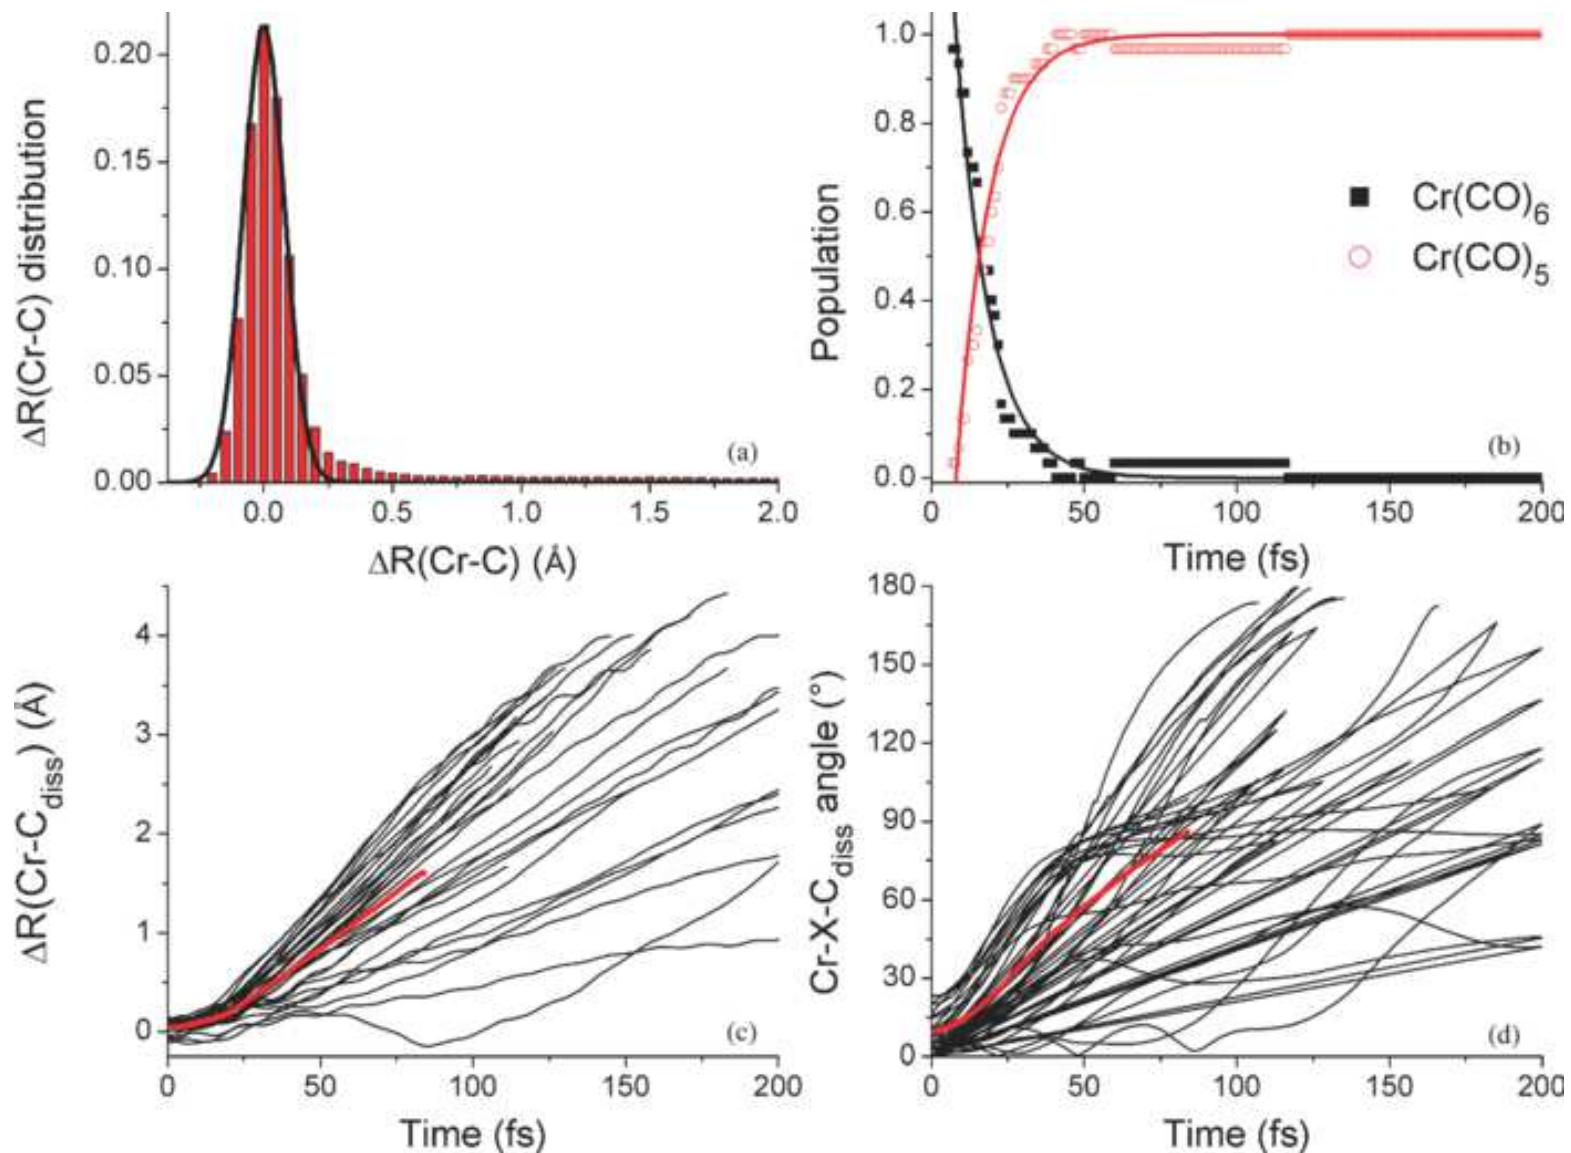 ΔR(Cr-C) distribution
0.20
0.15
0.10
0.05
0.00
(a)
0.0 0.5 1.0 1.5 2.0
ΔR(Cr-C) (Å)
Population
1.0
0.8
0.6
0.4
0.2
0.0
Cr(CO)6
Cr(CO)5
(b)
0 50 100 150 200
Time (fs)
ΔR(Cr-Cdiss) (Å)
4
3
2
1
0
(c)
0 50 100 150 200
Time (fs)
Cr-X-Cdiss angle (°)
180
150
120
90
60
30
0
(d)
0 50 100 150 200
Time (fs)